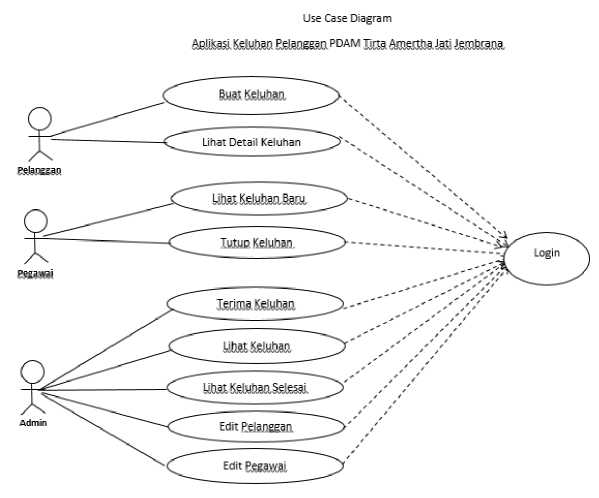 Use Case Diagram
Aplikasi Keluhan Pelanggan PDAM Tirta Amertha Jati Jembrana
Buat Keluhan
Lihat Detail Keluhan
Pelanggan
Lihat Keluhan Baru
Tutup Keluhan
Pegawai
Login
Terima Keluhan
Lihat Keluhan
Lihat Keluhan Selesai
Admin
Edit Pelanggan
Edit Pegawai